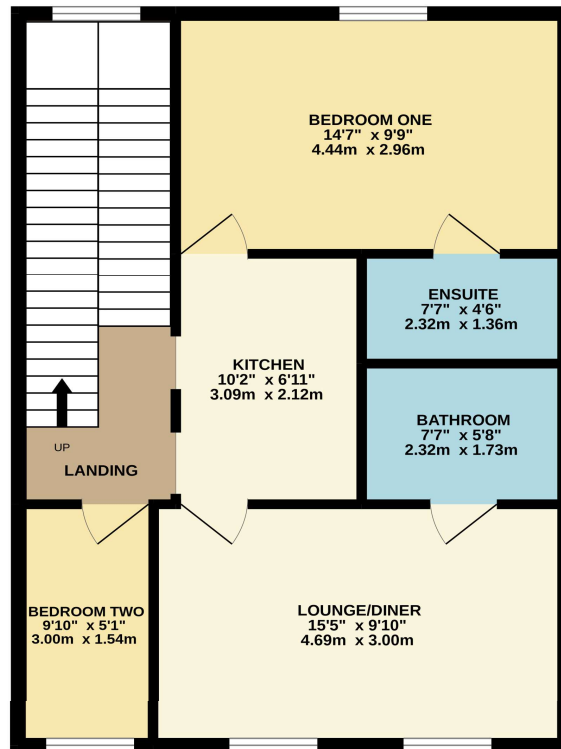 BEDROOM ONE
14'7" x 9'9"
4.44m x 2.96m
ENSUITE
7'7" x 4'6"
2.32m x 1.36m
KITCHEN
10'2" x 6'11"
3.09m x 2.12m
BATHROOM
7'7" x 5'8"
2.32m x 1.73m
UP
LANDING
BEDROOM TWO
9'10" x 5'1"
3.00m x 1.54m
LOUNGE/DINER
15'5" x 9'10"
4.69m x 3.00m